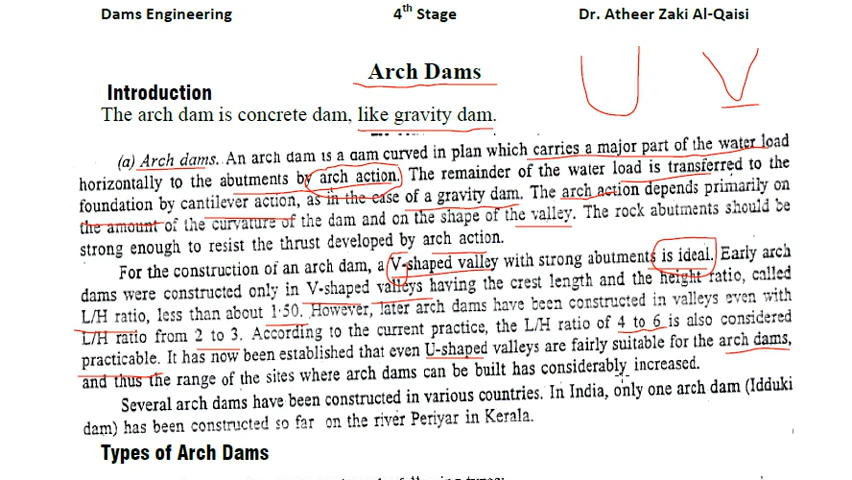 Dams Engineering 4th Stage Dr. Atheer Zaki Al-Qaisi
Arch Dams
Introduction
The arch dam is concrete dam, like gravity dam.
(a) Arch dams. An arch dam is a dam curved in plan which carries a major part of the water load
horizontally to the abutments by arch action. The remainder of the water load is transferred to the
foundation by cantilever action, as in the case of a gravity dam. The arch action depends primarily on
the amount of the curvature of the dam and on the shape of the valley. The rock abutments should be
strong enough to resist the thrust developed by arch action.
For the construction of an arch dam, a V-shaped valley with strong abutments is ideal. Early arch
dams were constructed only in V-shaped valleys having the crest length and the height ratio, called
L/H ratio, less than about 1·50. However, later arch dams have been constructed in valleys even with
L/H ratio from 2 to 3. According to the current practice, the L/H ratio of 4 to 6 is also considered
practicable. It has now been established that even U-shaped valleys are fairly suitable for the arch dams,
and thus the range of the sites where arch dams can be built has considerably increased.
Several arch dams have been constructed in various countries. In India, only one arch dam (Idduki
dam) has been constructed so far on the river Periyar in Kerala.
Types of Arch Dams
following types: